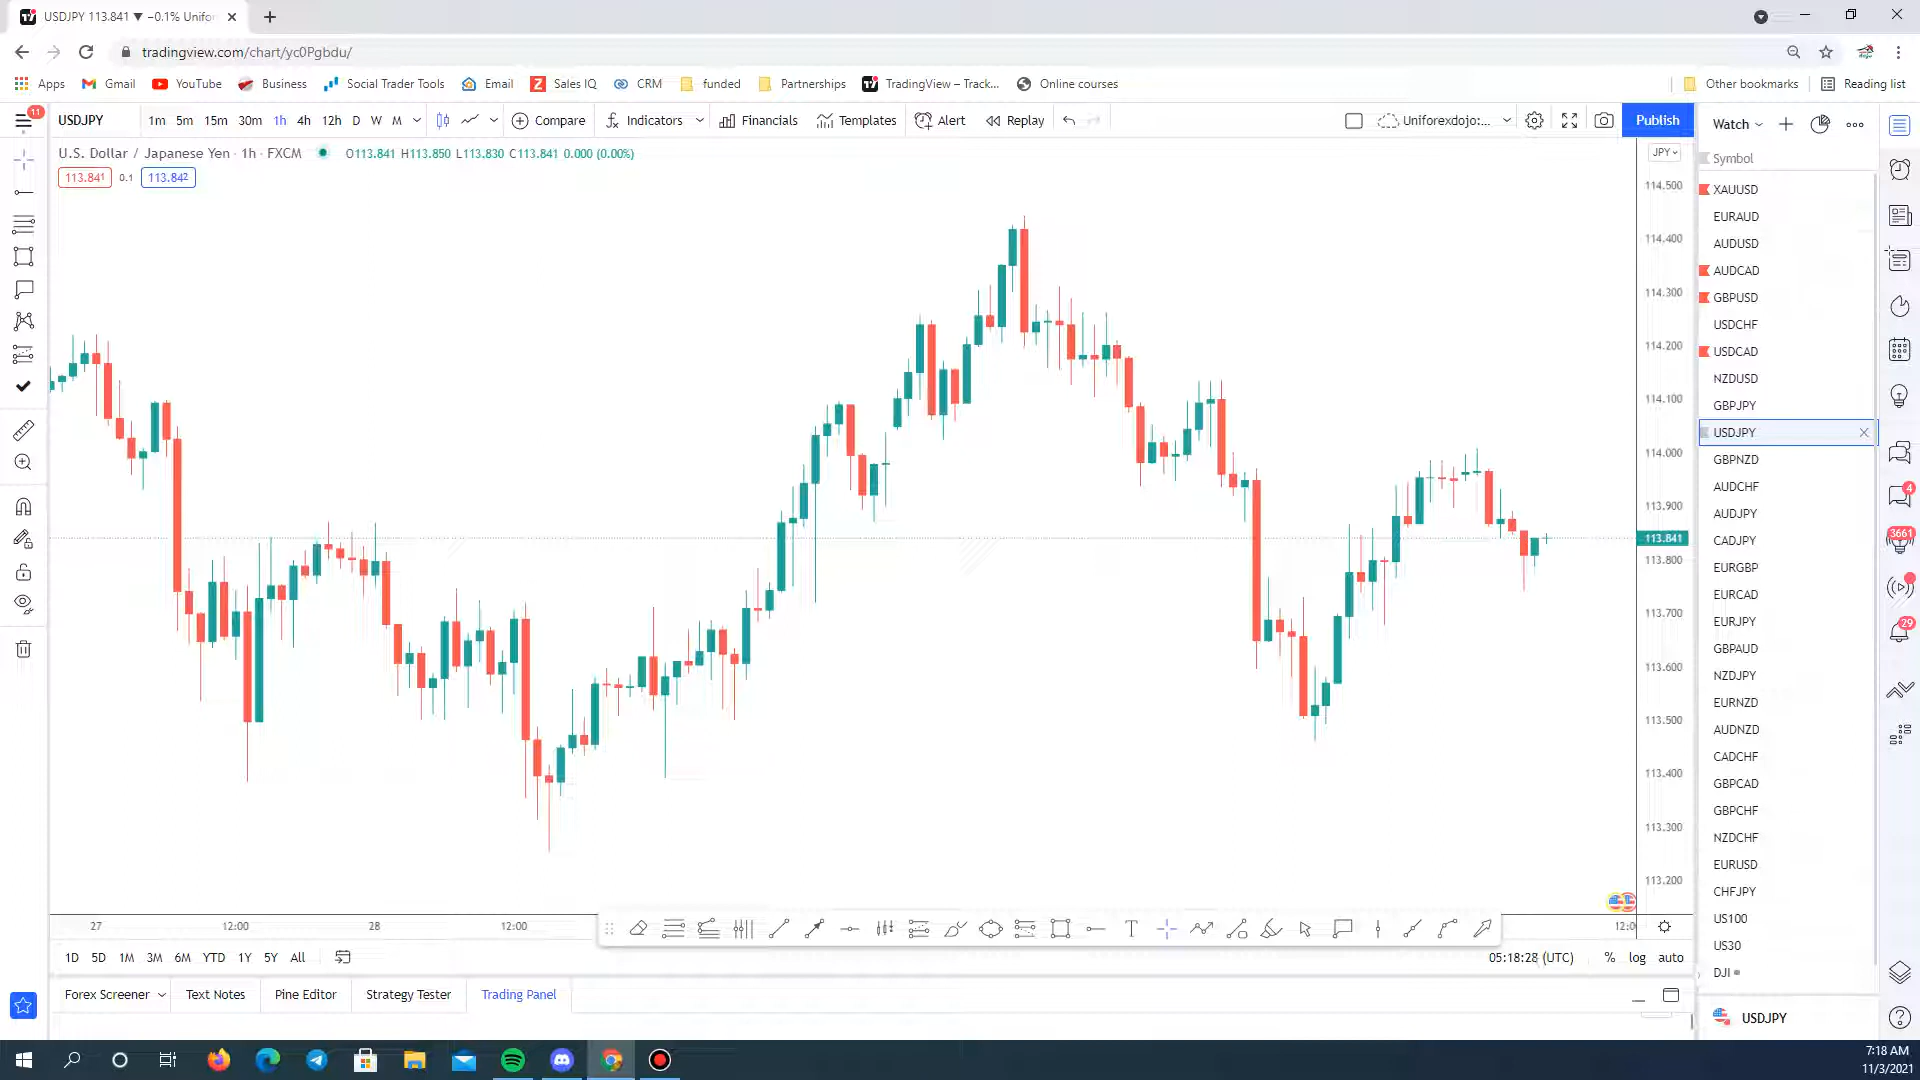 USDJPY 113.841 ▼ −0.1% Unifor
tradingview.com/chart/yc0Pgbdu/
Apps Gmail YouTube Business Social Trader Tools Email Sales IQ CRM funded Partnerships TradingView – Track... Online courses Other bookmarks Reading list
11
USDJPY 1m 5m 15m 30m 1h 4h 12h D W M Compare Indicators Financials Templates Alert Replay Uniforexdojo:... Publish
U.S. Dollar / Japanese Yen · 1h · FXCM O113.841 H113.850 L113.830 C113.841 0.000 (0.00%)
113.841 0.1 113.842
JPY
114.500
114.400
114.300
114.200
114.100
114.000
113.900
113.841
113.800
113.700
113.600
113.500
113.400
113.300
113.200
27 12:00 28 12:00 12:0
T
1D 5D 1M 3M 6M YTD 1Y 5Y All
05:18:28 (UTC) % log auto
Forex Screener Text Notes Pine Editor Strategy Tester Trading Panel
Watch
Symbol
XAUUSD
EURAUD
AUDUSD
AUDCAD
GBPUSD
USDCHF
USDCAD
NZDUSD
GBPJPY
USDJPY
GBPNZD
AUDCHF
AUDJPY
CADJPY
EURGBP
EURCAD
EURJPY
GBPAUD
NZDJPY
EURNZD
AUDNZD
CADCHF
GBPCAD
GBPCHF
NZDCHF
EURUSD
CHFJPY
US100
US30
DJI
USDJPY
4
3661
29
7:18 AM
11/3/2021